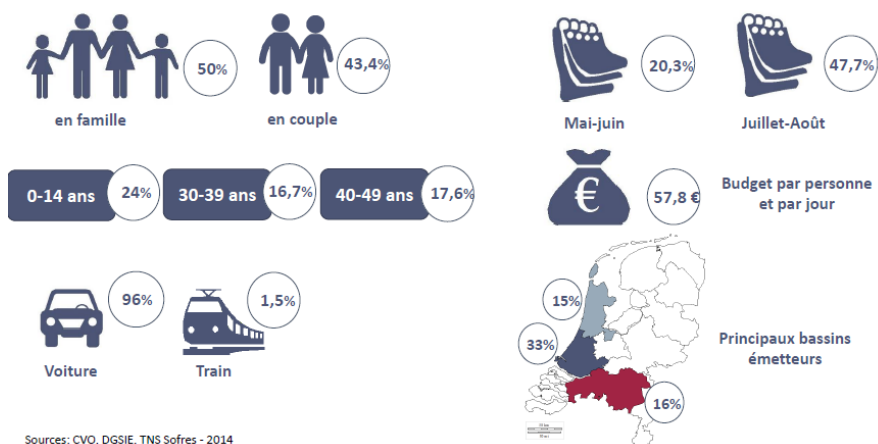 50%
43,4%
en famille
en couple
20,3%
47,7%
Mai-juin
Juillet-Août
0-14 ans
24%
30-39 ans
16,7%
40-49 ans
17,6%
€
57,8 €
Budget par personne
et par jour
96%
1,5%
Voiture
Train
15%
33%
16%
Principaux bassins
émetteurs
Sources: CVO, DGSIE, TNS Sofres - 2014